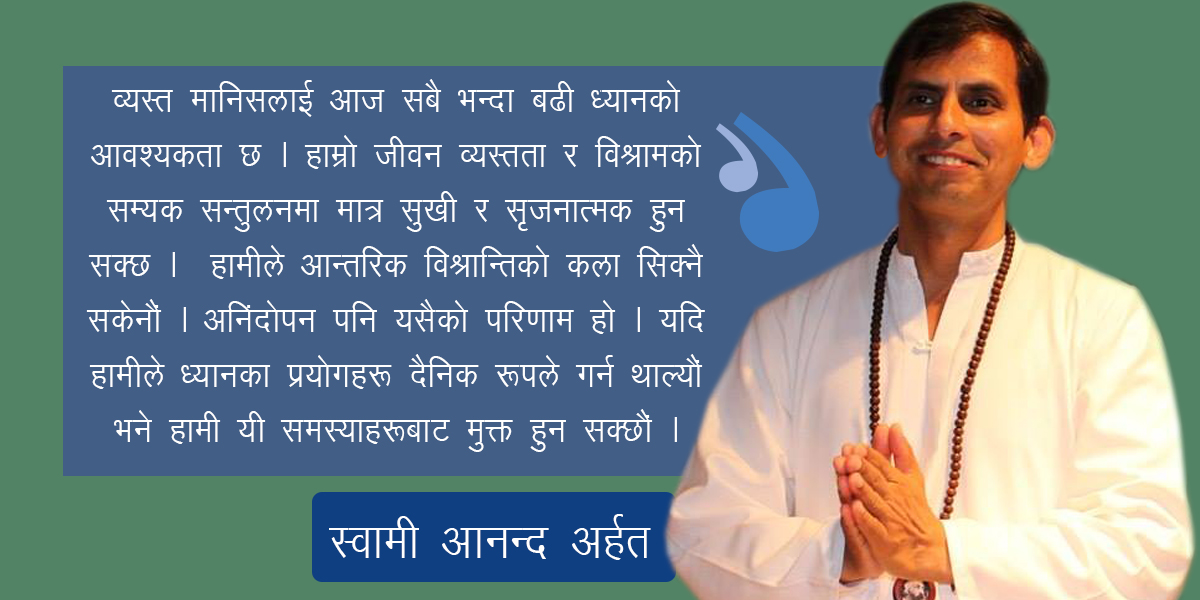 व्यस्त मानिसलाई आज सबै भन्दा बढी ध्यानको
आवश्यकता छ । हाम्रो जीवन व्यस्तता र विश्रामको
सम्यक सन्तुलनमा मात्र सुखी र सृजनात्मक हुन
सक्छ । हामीले आन्तरिक विश्रान्तिको कला सिक्नै
सकेनौं । अनिंदोपन पनि यसैको परिणाम हो । यदि
हामीले ध्यानका प्रयोगहरू दैनिक रूपले गर्न थाल्यौं
भने हामी यी समस्याहरूबाट मुक्त हुन सक्छौं ।
स्वामी आनन्द अर्हत